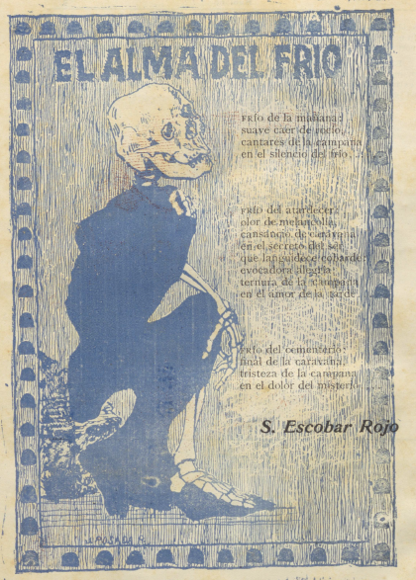 EL ALMA DEL FRIO
FRÍO de la mañana:
suave caer de rocío,
cantares de la campana
en el silencio del frío.
FRÍO del atardecer:
olor de melancolía,
cansancio de caravana
en el secreto del ser,
que languidece cobarde:
evocadora alegría:
ternura de la campana
en el amor de la tarde
FRÍO del cementerio:
final de la caravana,
tristeza de la campana
en el dolor del misterio
S. Escobar Rojo
POSADA